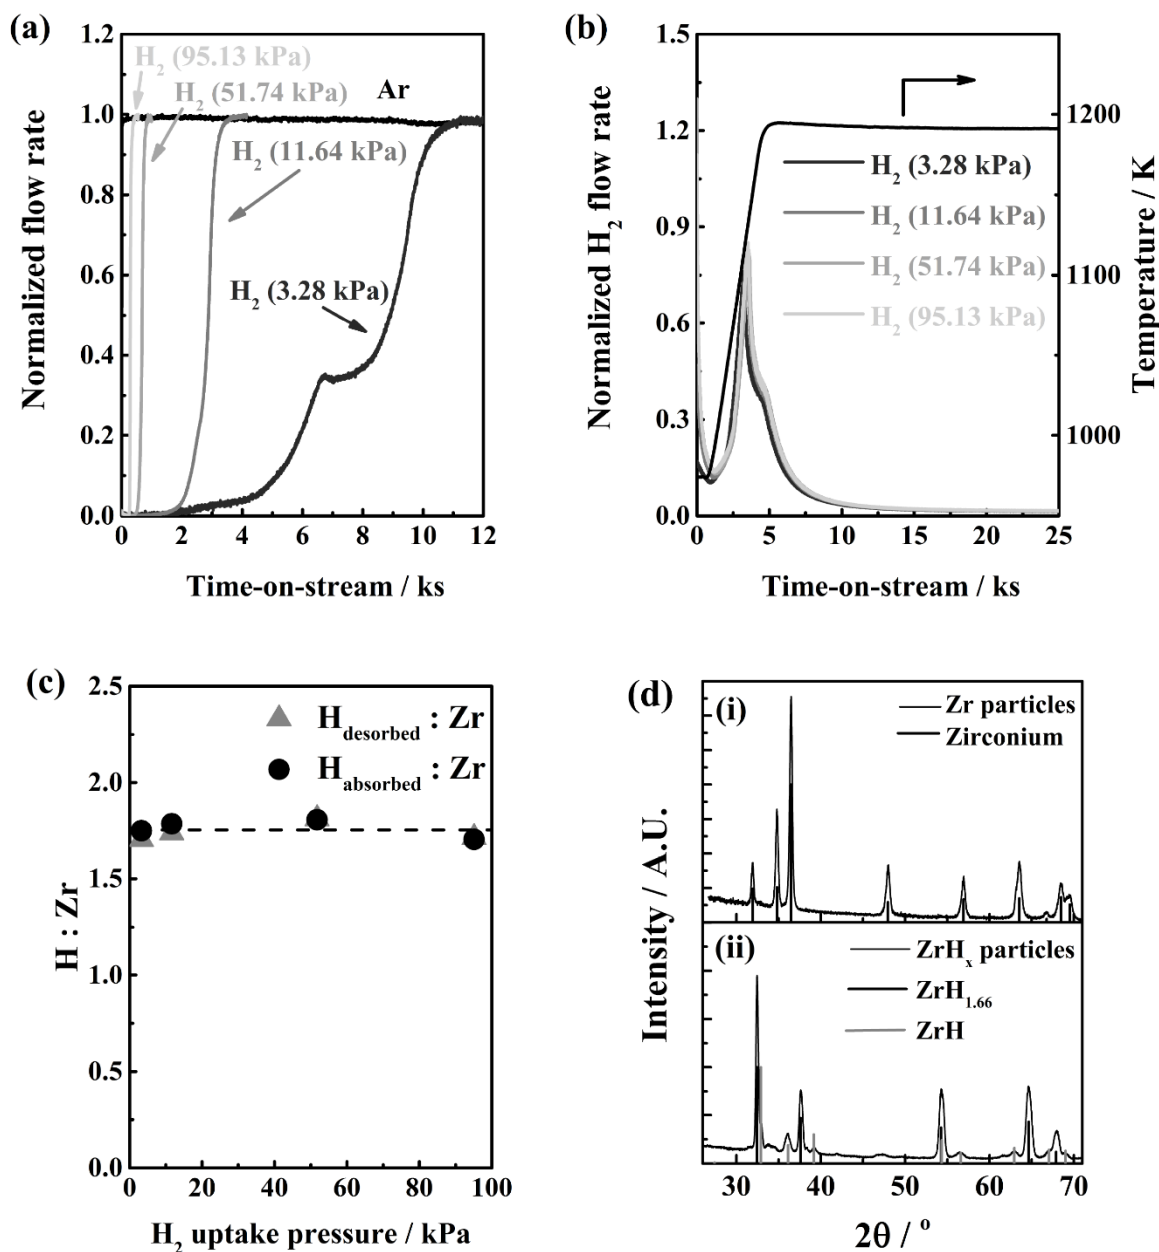 (a)
1.2
1.0
0.8
0.6
0.4
0.2
0.0
Normalized flow rate
H2 (95.13 kPa)
H2 (51.74 kPa)
Ar
H2 (11.64 kPa)
H2 (3.28 kPa)
0 2 4 6 8 10 12
Time-on-stream / ks
(b)
1.5
1.2
0.9
0.6
0.3
0.0
Normalized H2 flow rate
H2 (3.28 kPa)
H2 (11.64 kPa)
H2 (51.74 kPa)
H2 (95.13 kPa)
1200
1100
1000
Temperature / K
0 5 10 15 20 25
Time-on-stream / ks
(c)
2.5
2.0
1.5
1.0
0.5
0.0
H : Zr
Hdesorbed : Zr
Habsorbed : Zr
0 20 40 60 80 100
H2 uptake pressure / kPa
(d)
Intensity / A.U.
(i)
Zr particles
Zirconium
(ii)
ZrHx particles
ZrH1.66
ZrH
30 40 50 60 70
2θ / °